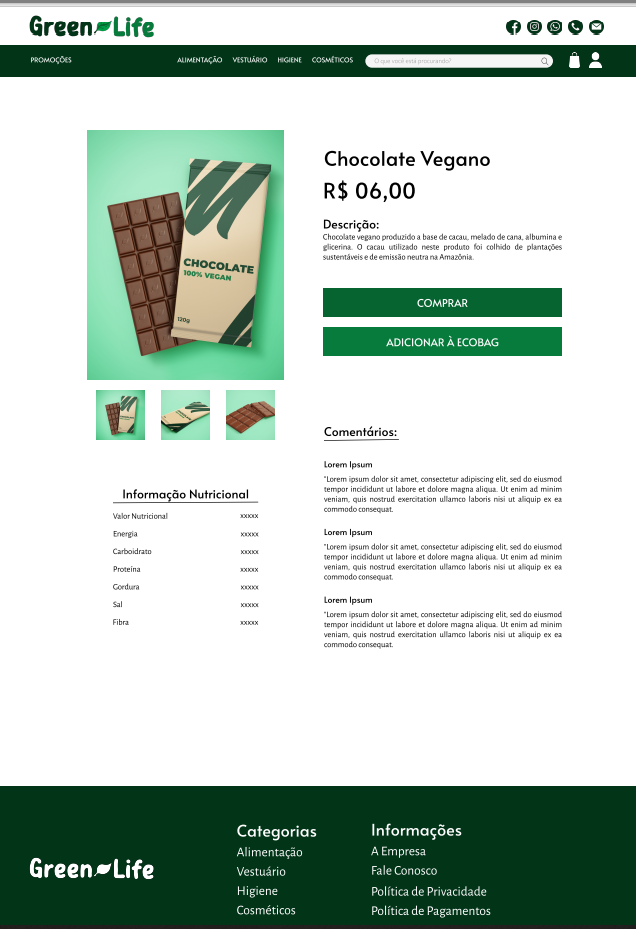 Green Life
PROMOÇÕES
ALIMENTAÇÃO VESTUÁRIO HIGIENE COSMÉTICOS
O que você está procurando?
CHOCOLATE
100% VEGAN
120g
Chocolate Vegano
R$ 06,00
Descrição:
Chocolate vegano produzido a base de cacau, melado de cana, albumina e
glicerina. O cacau utilizado neste produto foi colhido de plantações
sustentáveis e de emissão neutra na Amazônia.
COMPRAR
ADICIONAR À ECOBAG
Informação Nutricional
Valor Nutricional xxxxx
Energia xxxxx
Carboidrato xxxxx
Proteína xxxxx
Gordura xxxxx
Sal xxxxx
Fibra xxxxx
Comentários:
Lorem Ipsum
"Lorem ipsum dolor sit amet, consectetur adipiscing elit, sed do eiusmod
tempor incididunt ut labore et dolore magna aliqua. Ut enim ad minim
veniam, quis nostrud exercitation ullamco laboris nisi ut aliquip ex ea
commodo consequat.
Lorem Ipsum
"Lorem ipsum dolor sit amet, consectetur adipiscing elit, sed do eiusmod
tempor incididunt ut labore et dolore magna aliqua. Ut enim ad minim
veniam, quis nostrud exercitation ullamco laboris nisi ut aliquip ex ea
commodo consequat.
Lorem Ipsum
"Lorem ipsum dolor sit amet, consectetur adipiscing elit, sed do eiusmod
tempor incididunt ut labore et dolore magna aliqua. Ut enim ad minim
veniam, quis nostrud exercitation ullamco laboris nisi ut aliquip ex ea
commodo consequat.
Green Life
Categorias
Alimentação
Vestuário
Higiene
Cosméticos
Informações
A Empresa
Fale Conosco
Política de Privacidade
Política de Pagamentos